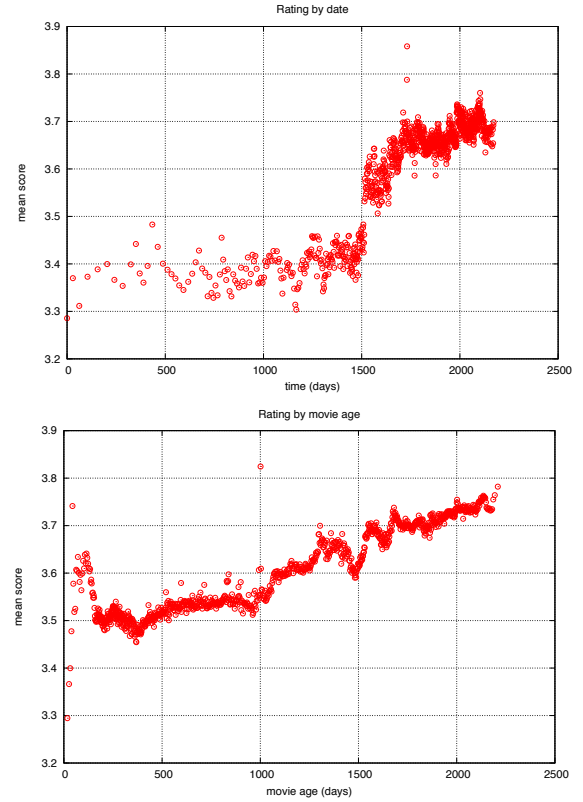 Rating by date
3.9
3.8
3.7
3.6
3.5
3.4
3.3
3.2
mean score
0 500 1000 1500 2000 2500
time (days)
Rating by movie age
3.9
3.8
3.7
3.6
3.5
3.4
3.3
3.2
mean score
0 500 1000 1500 2000 2500
movie age (days)